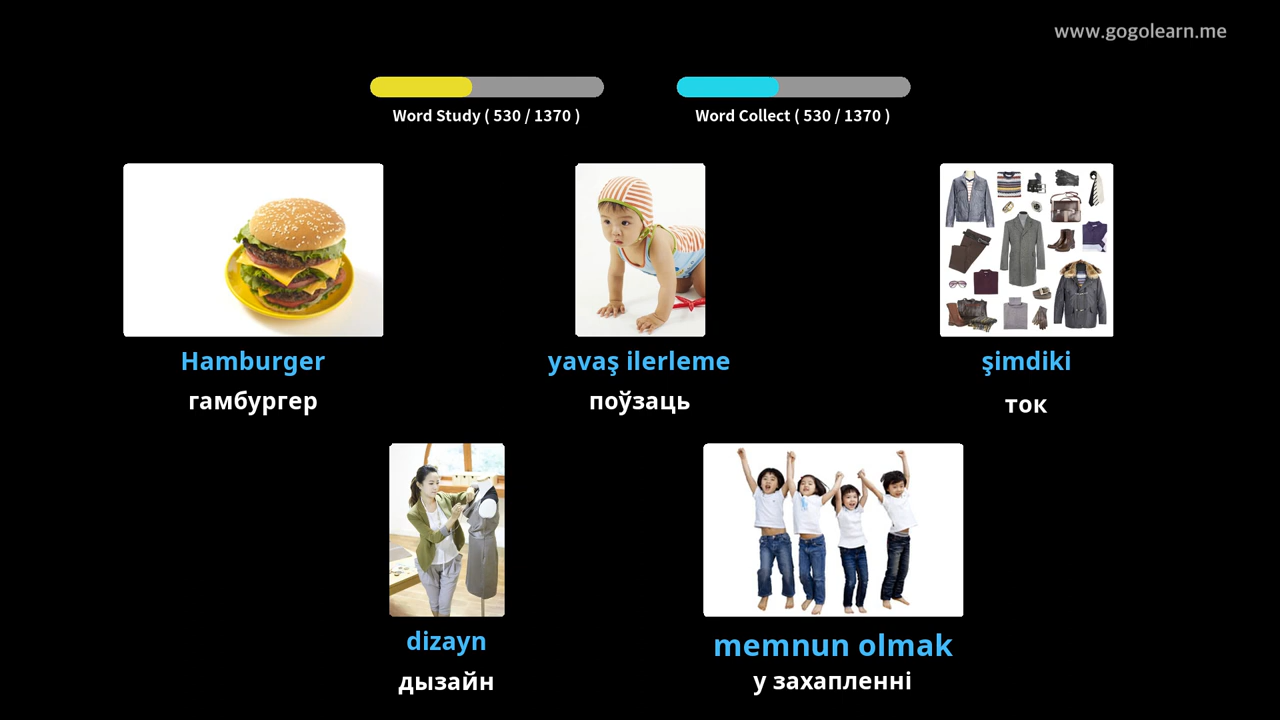 www.gogolearn.me
Word Study ( 530 / 1370 )
Word Collect ( 530 / 1370 )
Hamburger
гамбургер
yavaş ilerleme
поўзаць
şimdiki
ток
dizayn
дызайн
memnun olmak
у захапленні